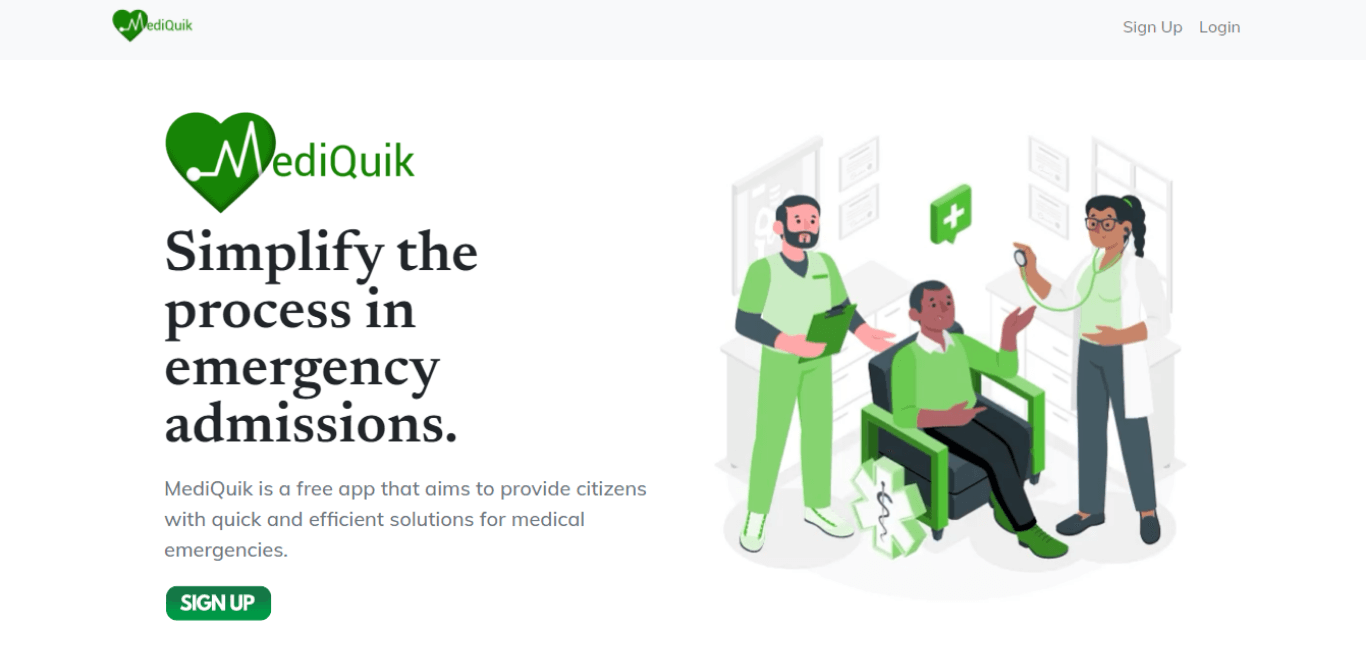 MediQuik
Sign Up
Login
MediQuik
Simplify the
process in
emergency
admissions.
MediQuik is a free app that aims to provide citizens
with quick and efficient solutions for medical
emergencies.
SIGN UP